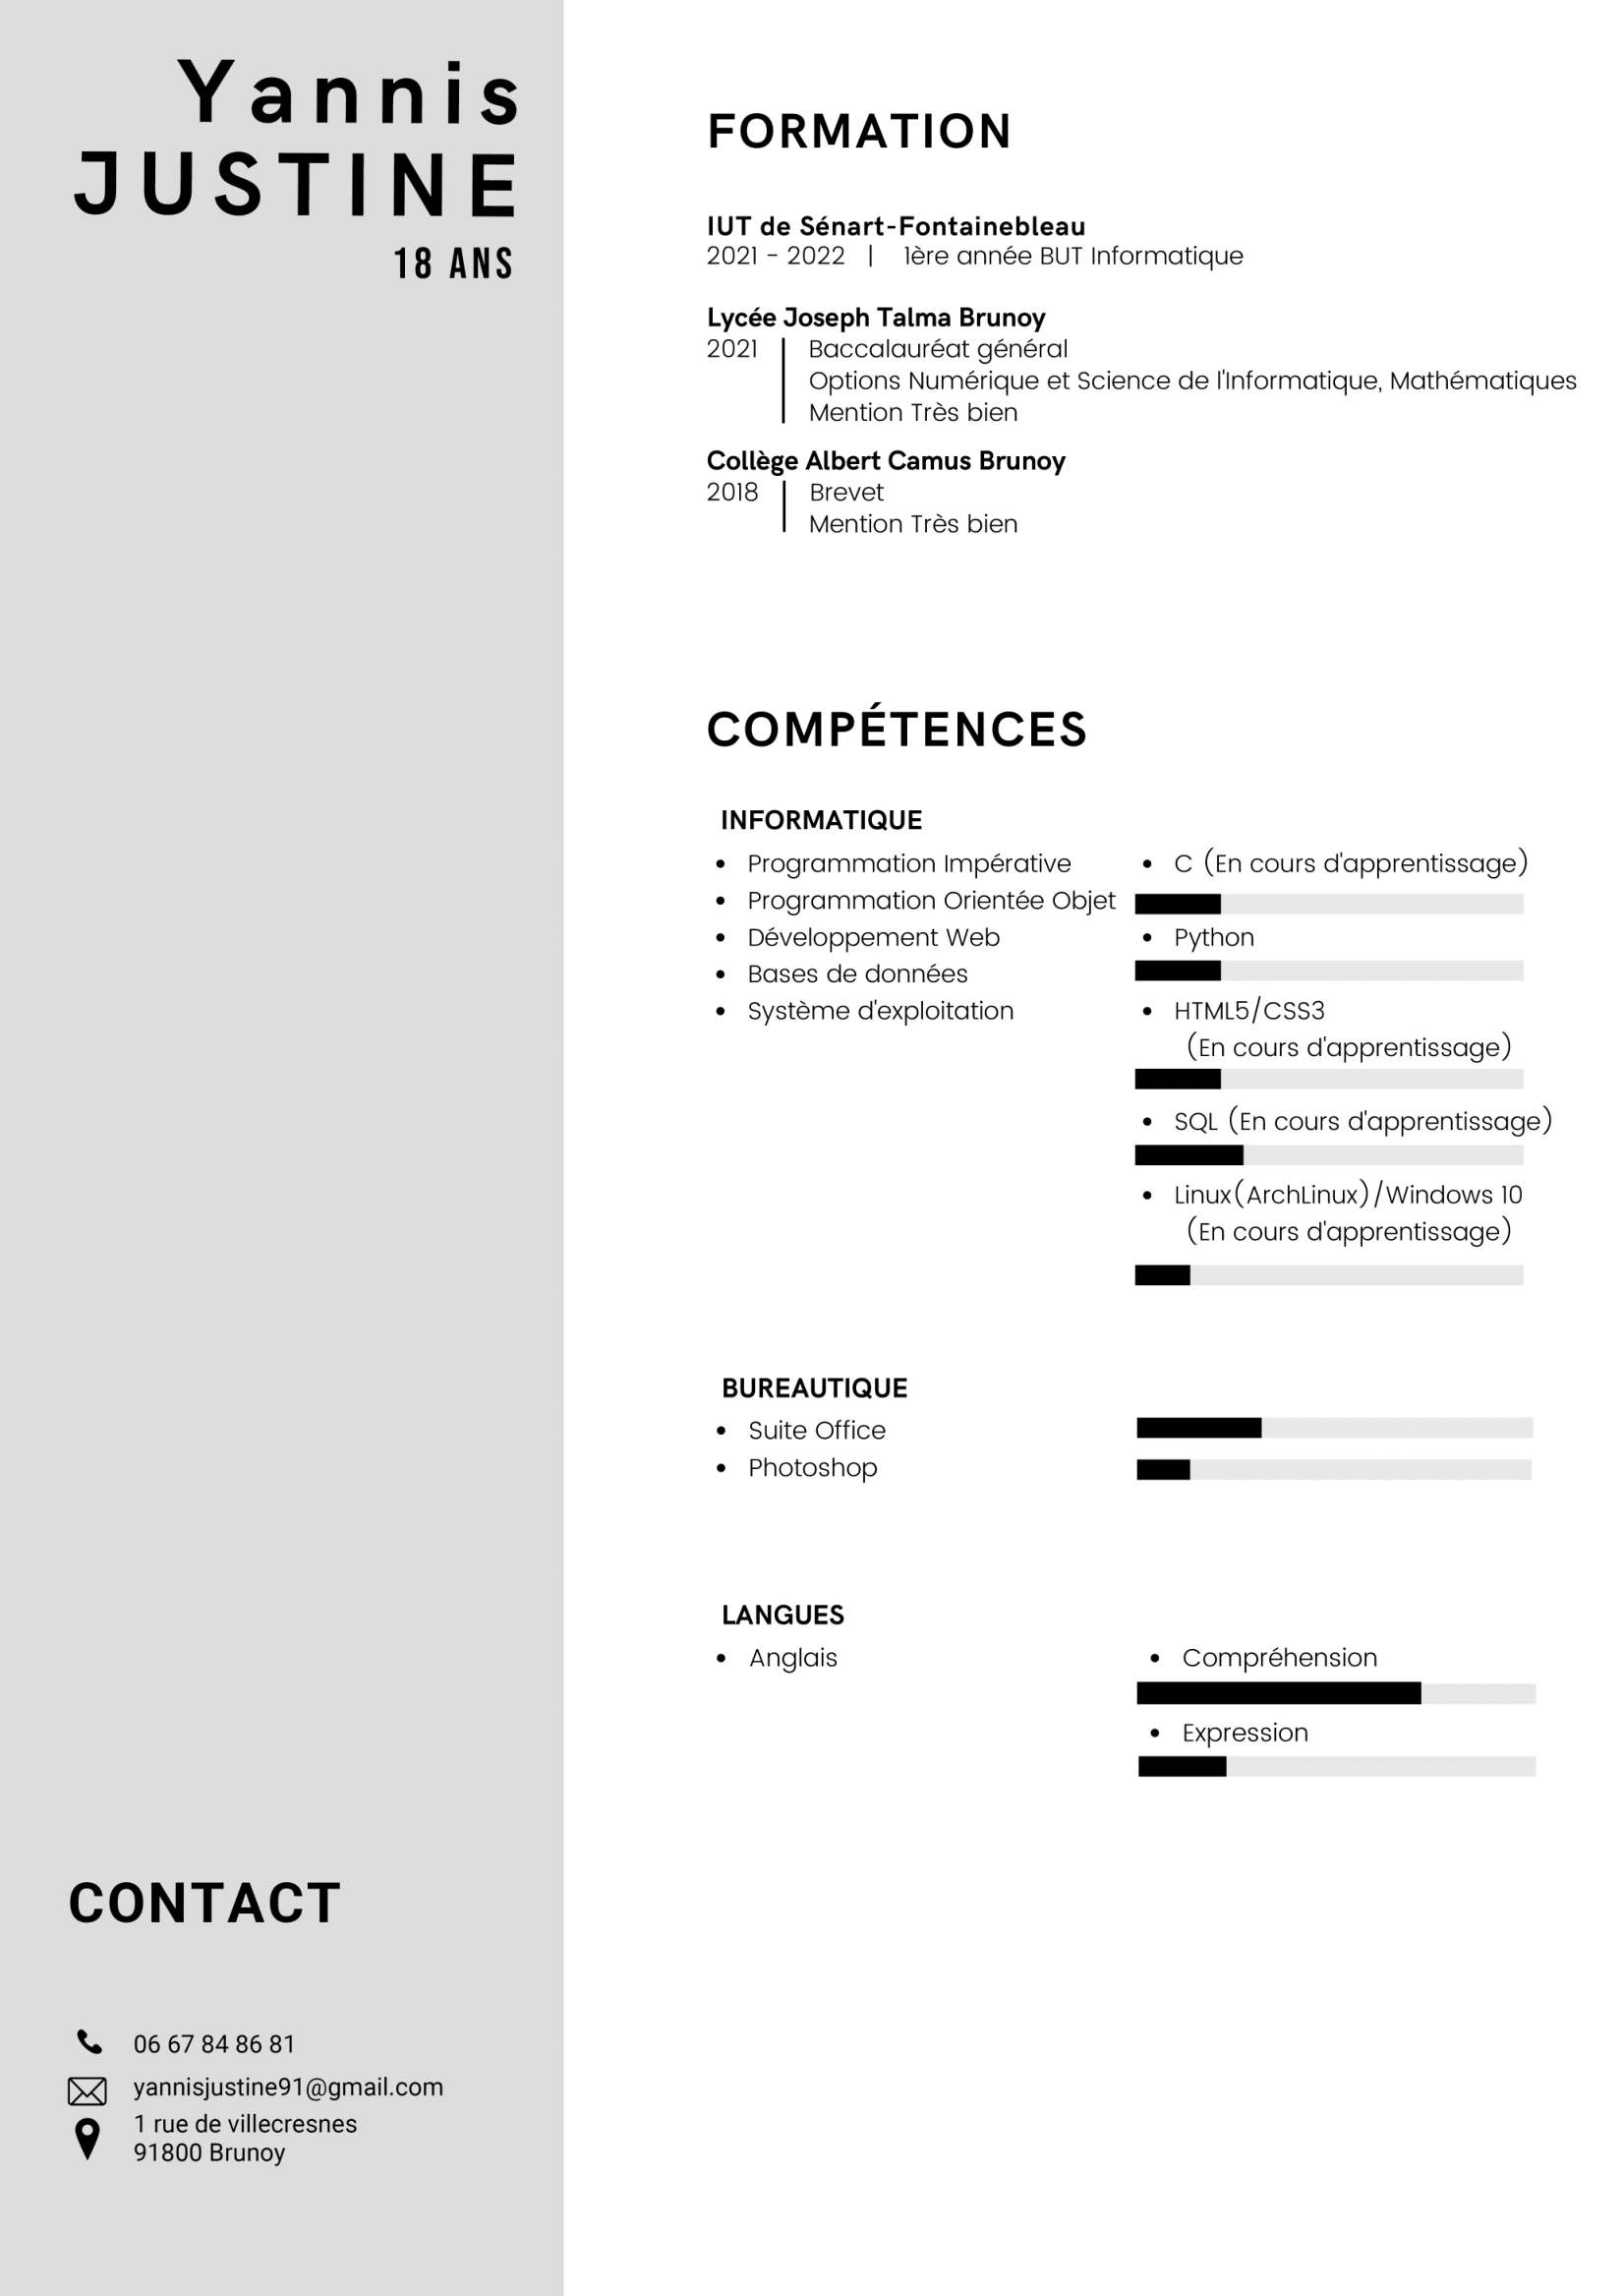 Yannis
JUSTINE
18 ANS
FORMATION
IUT de Sénart-Fontainebleau
2021 - 2022 | 1ère année BUT Informatique
Lycée Joseph Talma Brunoy
2021 Baccalauréat général
Options Numérique et Science de l'Informatique, Mathématiques
Mention Très bien
Collège Albert Camus Brunoy
2018 Brevet
Mention Très bien
COMPÉTENCES
INFORMATIQUE
• Programmation Impérative
• Programmation Orientée Objet
• Développement Web
• Bases de données
• Système d'exploitation
• C (En cours d'apprentissage)
• Python
• HTML5/CSS3
(En cours d'apprentissage)
• SQL (En cours d'apprentissage)
• Linux(ArchLinux)/Windows 10
(En cours d'apprentissage)
BUREAUTIQUE
• Suite Office
• Photoshop
LANGUES
• Anglais
• Compréhension
• Expression
CONTACT
06 67 84 86 81
yannisjustine91@gmail.com
1 rue de villecresnes
91800 Brunoy